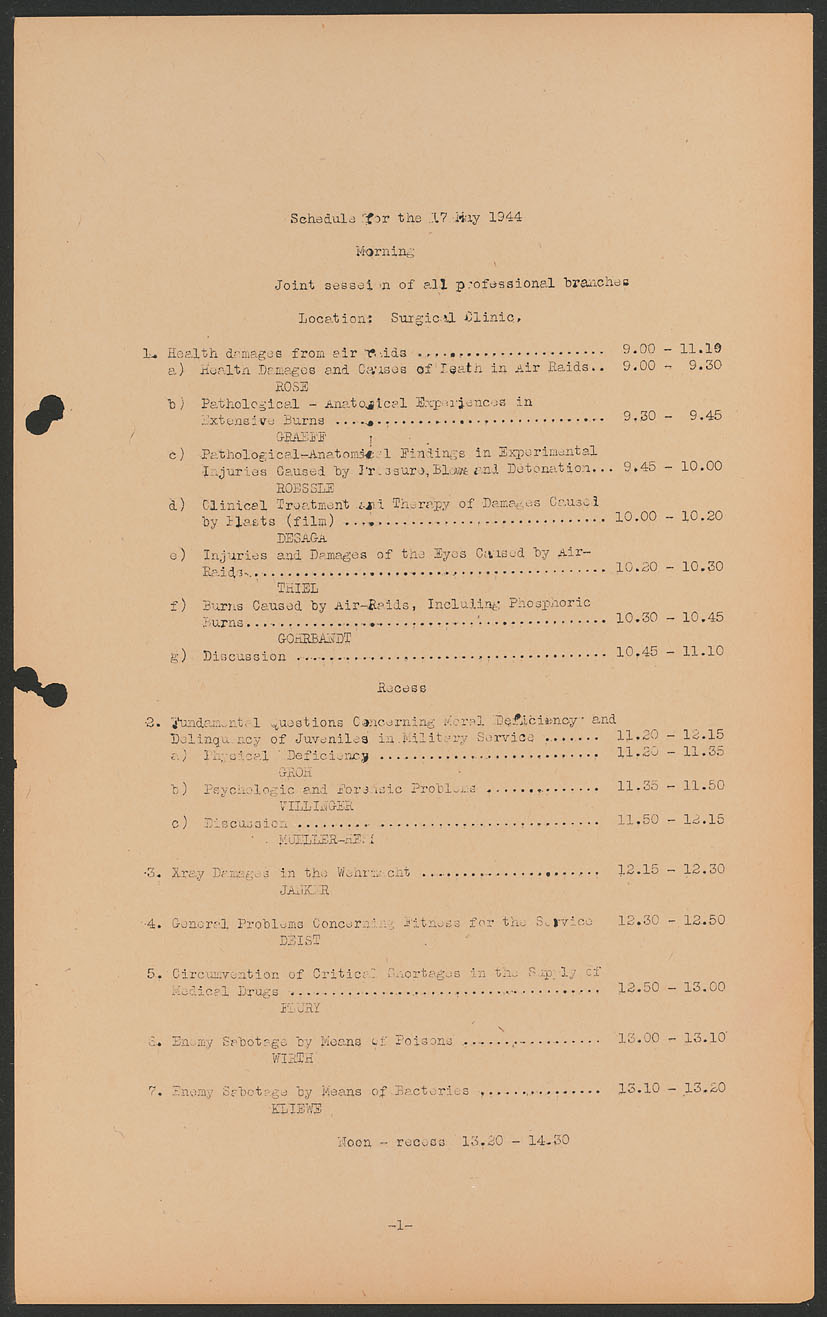 Schedule for the 17 May 1944
Morning
Joint sessein of all professional branches
Location: Surgical Clinic,
1. Health damages from air raids ........................ 9.00 - 11.10
a) Health Damages and Causes of Death in Air Raids.. 9.00 - 9.30
ROSE
b) Pathological - Anatomical Experiences in
Extensive Burns ................................. 9.30 - 9.45
GRAEFF
c) Pathological-Anatomical Findings in Experimental
Injuries Caused by Pressure, Blows and Detonation... 9.45 - 10.00
ROESSLE
d) Clinical Treatment and Therapy of Damages Caused
by Blasts (film) ................................ 10.00 - 10.20
DESAGA
e) Injuries and Damages of the Eyes Caused by Air-
Raids............................................ 10.20 - 10.30
THIEL
f) Burns Caused by Air-Raids, Including Phosphoric
Burns............................................ 10.30 - 10.45
GOHRBANDT
g) Discussion ...................................... 10.45 - 11.10
Recess
2. Fundamental Questions Concerning Moral Deficiency and
Delinquency of Juveniles in Military Service ....... 11.20 - 12.15
a) Physical Deficiency ........................... 11.20 - 11.35
GROH
b) Psychologic and Forensic Problems .............. 11.35 - 11.50
VILLINGER
c) Discussion ..................................... 11.50 - 12.15
3. Xray Damages in the Wehrmacht ...................... 12.15 - 12.30
JANKER
4. General Problems Concerning Fitness for the Service 12.30 - 12.50
DEIST
5. Circumvention of Critical Shortages in the Supply of
Medical Drugs ...................................... 12.50 - 13.00
FLURY
6. Enemy Sabotage by Means of Poisons ................. 13.00 - 13.10
WIRTH
7. Enemy Sabotage by Means of Bacteries ............... 13.10 - 13.20
KLIEWE
Noon - recess 13.20 - 14.30
-1-